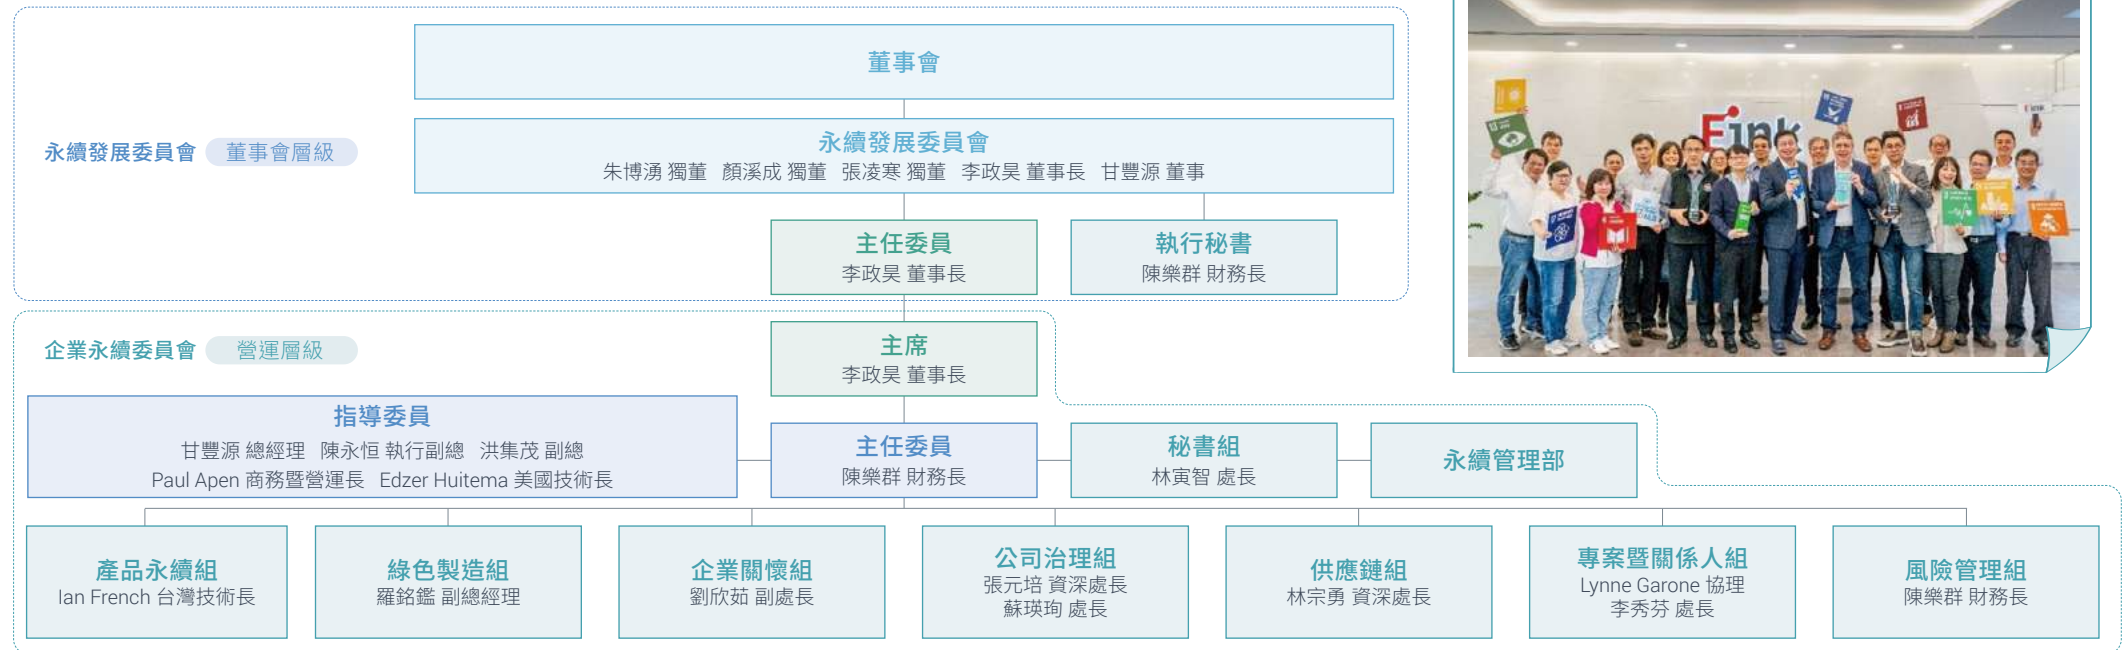 董事會
永續發展委員會 董事會層級
永續發展委員會
朱博湧 獨董 顏溪成 獨董 張凌寒 獨董 李政昊 董事長 甘豐源 董事
主任委員
李政昊 董事長
執行秘書
陳樂群 財務長
企業永續委員會 營運層級
主席
李政昊 董事長
指導委員
甘豐源 總經理 陳永恒 執行副總 洪集茂 副總
Paul Apen 商務暨營運長 Edzer Huitema 美國技術長
主任委員
陳樂群 財務長
秘書組
林寅智 處長
永續管理部
產品永續組
Ian French 台灣技術長
綠色製造組
羅銘鑑 副總經理
企業關懷組
劉欣茹 副處長
公司治理組
張元培 資深處長
蘇瑛珣 處長
供應鏈組
林宗勇 資深處長
專案暨關係人組
Lynne Garone 協理
李秀芬 處長
風險管理組
陳樂群 財務長
E ink